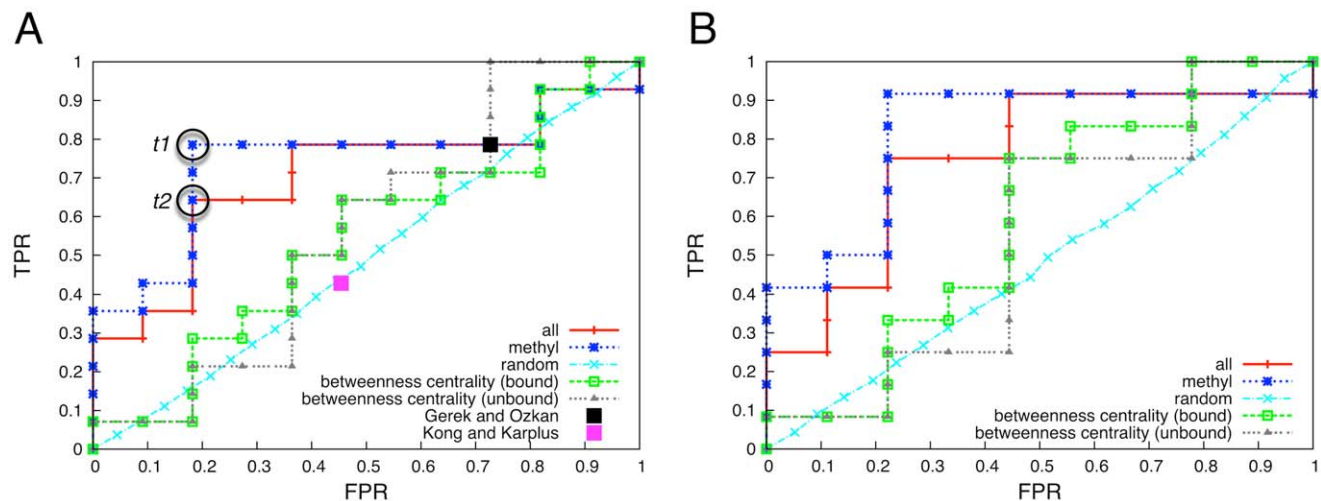 A
B
1
0.9
0.8
0.7
0.6
0.5
0.4
0.3
0.2
0.1
0
TPR
t1
t2
all
methyl
random
betweenness centrality (bound)
betweenness centrality (unbound)
Gerek and Ozkan
Kong and Karplus
0 0.1 0.2 0.3 0.4 0.5 0.6 0.7 0.8 0.9 1
FPR
1
0.9
0.8
0.7
0.6
0.5
0.4
0.3
0.2
0.1
0
TPR
all
methyl
random
betweenness centrality (bound)
betweenness centrality (unbound)
0 0.1 0.2 0.3 0.4 0.5 0.6 0.7 0.8 0.9 1
FPR